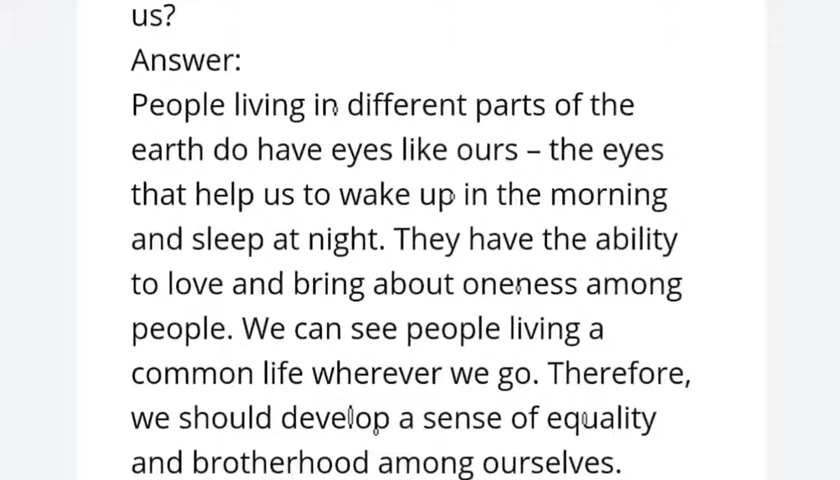 us?
Answer:
People living in different parts of the
earth do have eyes like ours – the eyes
that help us to wake up in the morning
and sleep at night. They have the ability
to love and bring about oneness among
people. We can see people living a
common life wherever we go. Therefore,
we should develop a sense of equality
and brotherhood among ourselves.